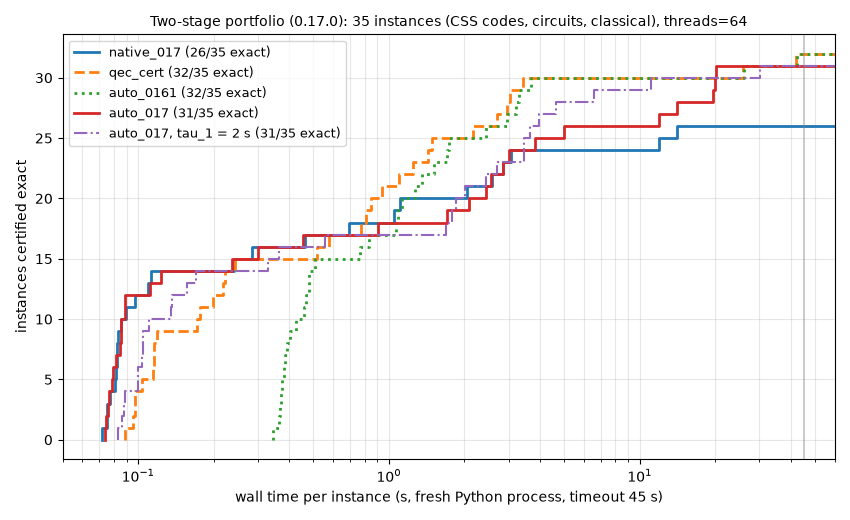 Two-stage portfolio (0.17.0): 35 instances (CSS codes, circuits, classical), threads=64
native_017 (26/35 exact)
qec_cert (32/35 exact)
auto_0161 (32/35 exact)
auto_017 (31/35 exact)
auto_017, tau_1 = 2 s (31/35 exact)
instances certified exact
30
25
20
15
10
5
0
10⁻¹
10⁰
10¹
wall time per instance (s, fresh Python process, timeout 45 s)